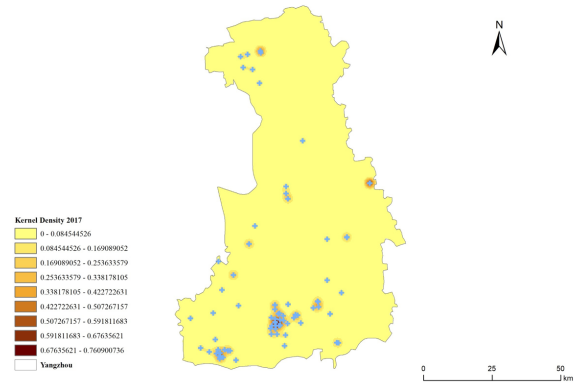 N
Kernel Density 2017
0 - 0.084544526
0.084544526 - 0.169089052
0.169089052 - 0.253633579
0.253633579 - 0.338178105
0.338178105 - 0.422722631
0.422722631 - 0.507267157
0.507267157 - 0.591811683
0.591811683 - 0.67635621
0.67635621 - 0.760900736
Yangzhou
0 25 50
km